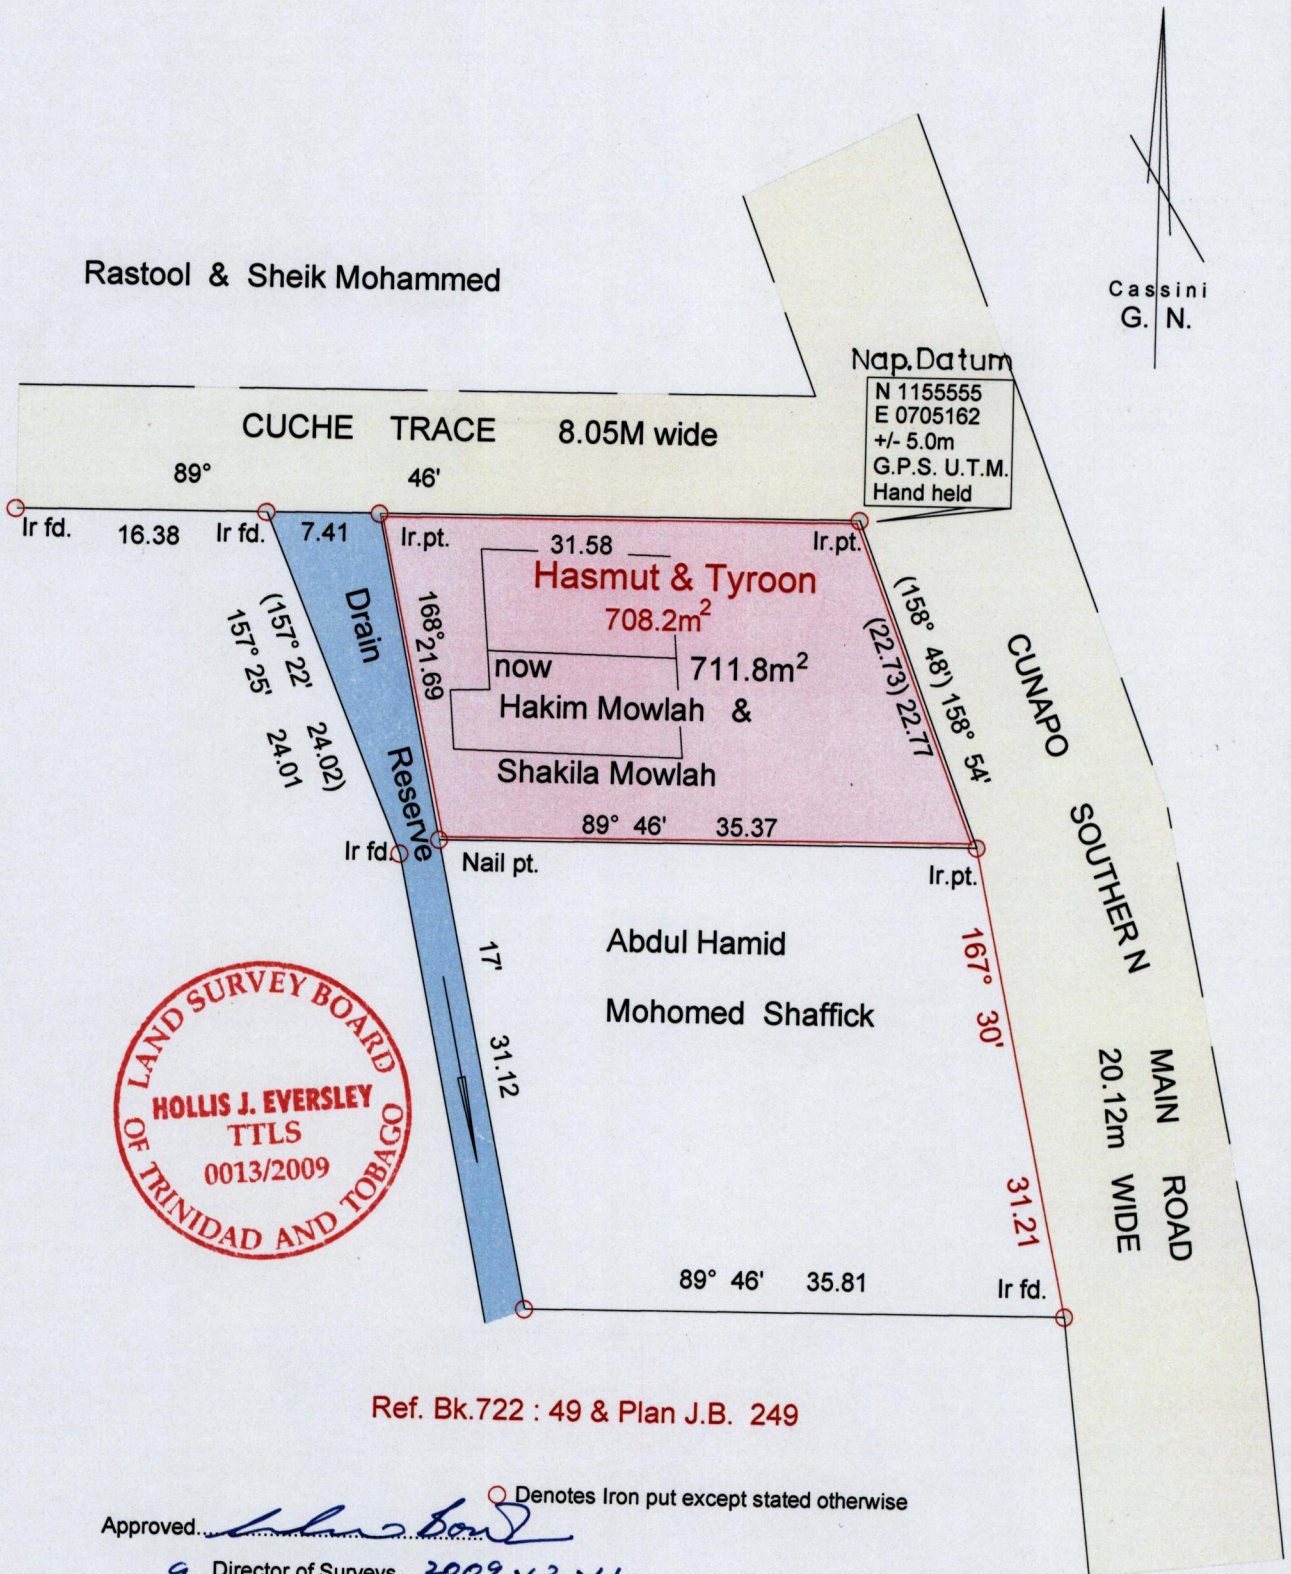 Cassini
G. N.
Rastool & Sheik Mohammed
Nap.Datum
N 1155555
E 0705162
+/- 5.0m
G.P.S. U.T.M.
Hand held
CUCHE TRACE 8.05M wide
89° 46'
Ir fd. 16.38 Ir fd. 7.41 Ir.pt. 31.58 Ir.pt.
Hasmut & Tyroon
708.2m²
now 711.8m²
Hakim Mowlah &
Shakila Mowlah
89° 46' 35.37
Drain Reserve
168° 21.69
(157° 22' 24.02)
157° 25' 24.01
(158° 48') 158° 54'
(22.73) 22.77
Ir fd. Nail pt. Ir.pt.
CUNAPO SOUTHERN MAIN ROAD
20.12m WIDE
Abdul Hamid
Mohomed Shaffick
17' 31.12
167° 30' 31.21
89° 46' 35.81 Ir fd.
LAND SURVEY BOARD
HOLLIS J. EVERSLEY
TTLS
0013/2009
OF TRINIDAD AND TOBAGO
Ref. Bk.722 : 49 & Plan J.B. 249
Denotes Iron put except stated otherwise
Approved
Director of Surveys 2009